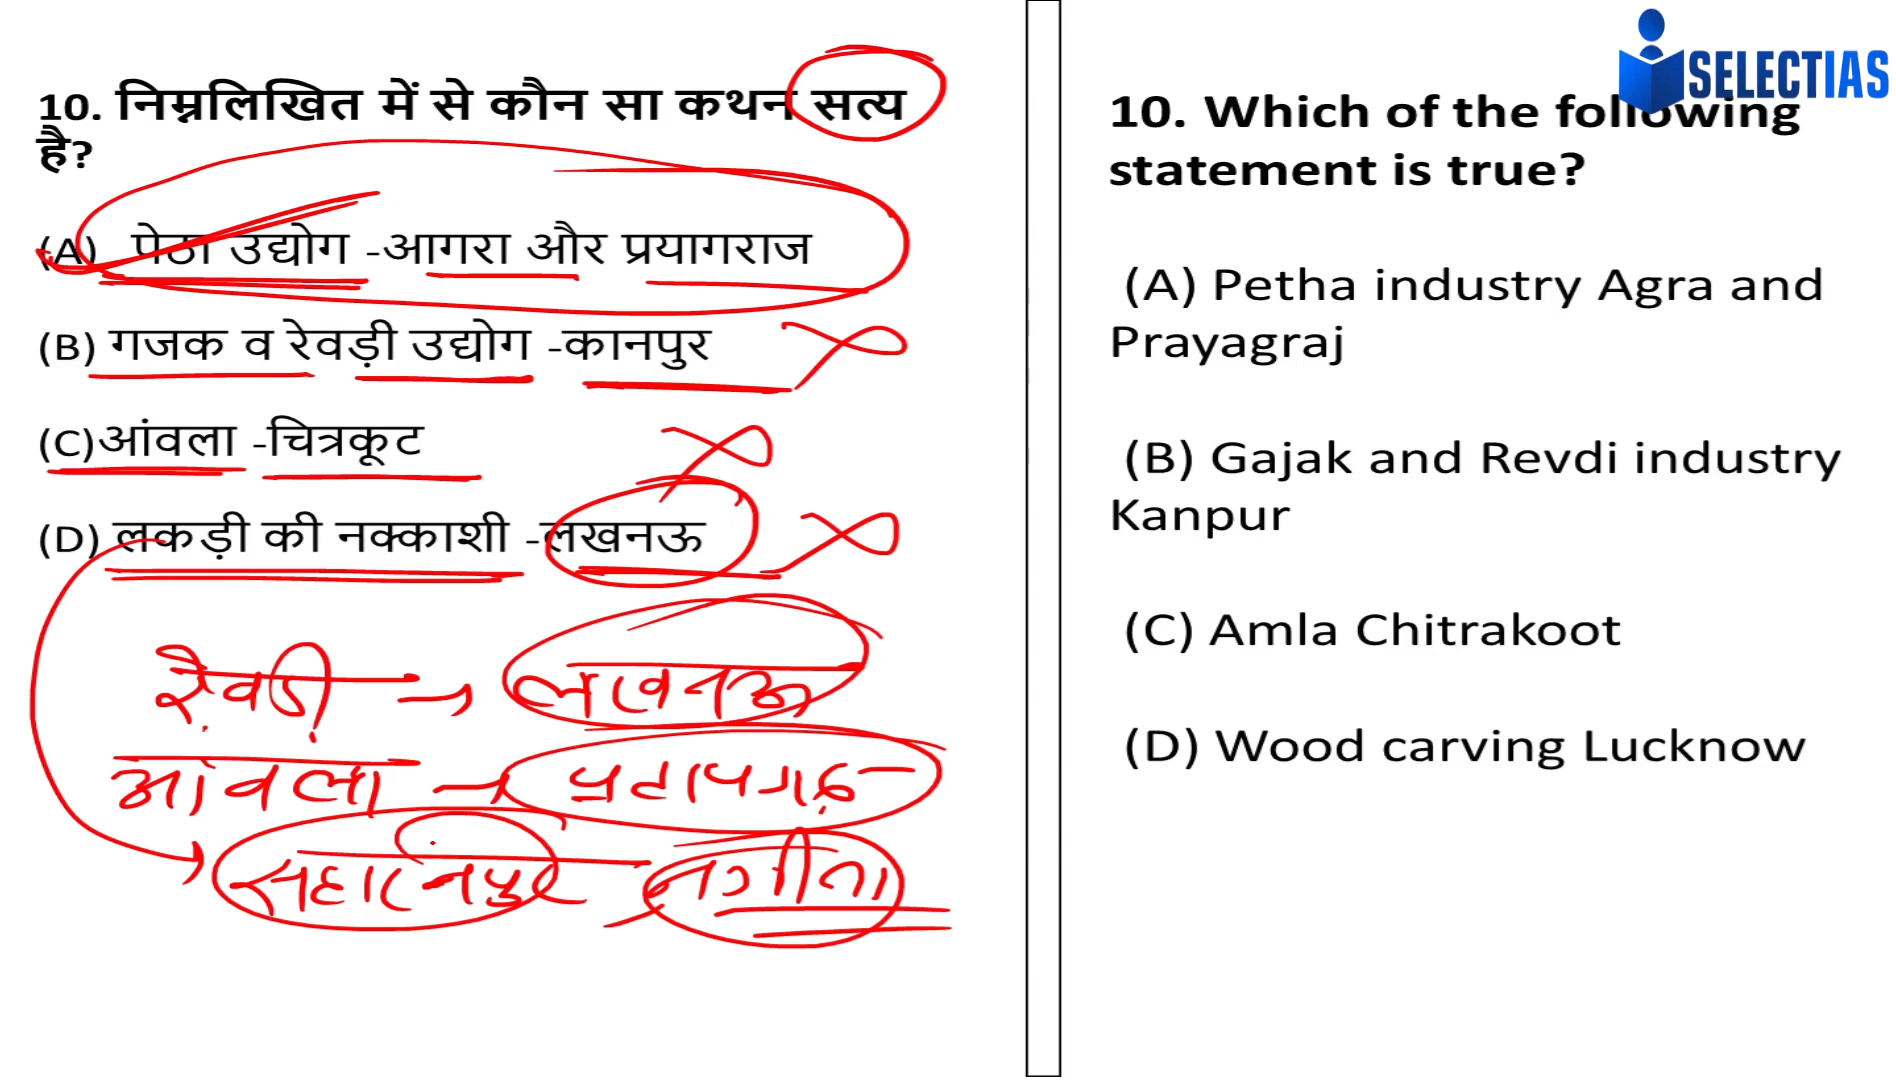 10. निम्नलिखित में से कौन सा कथन सत्य
है?
(A) पेठा उद्योग -आगरा और प्रयागराज
(B) गजक व रेवड़ी उद्योग -कानपुर
(C)आंवला -चित्रकूट
(D) लकड़ी की नक्काशी -लखनऊ
रेवड़ी → लखनऊ
आंवला → प्रतापगढ़
सहारनपुर, नगीना
SELECTIAS
10. Which of the following
statement is true?
(A) Petha industry Agra and
Prayagraj
(B) Gajak and Revdi industry
Kanpur
(C) Amla Chitrakoot
(D) Wood carving Lucknow